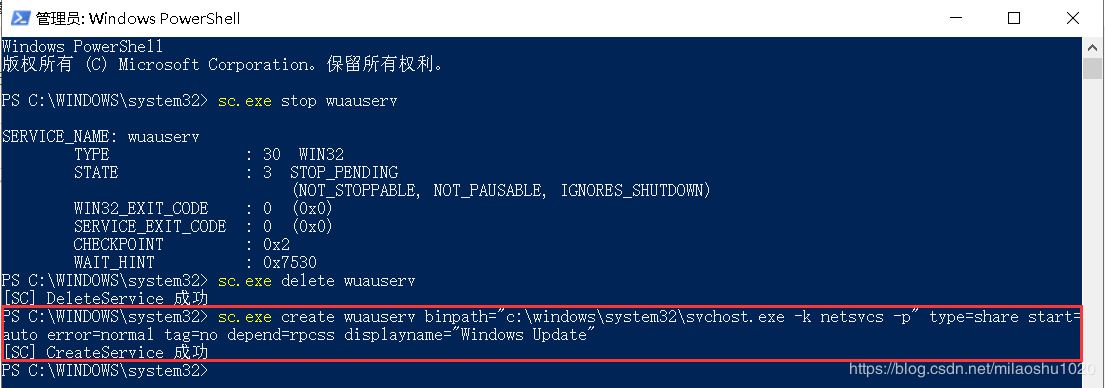 管理员: Windows PowerShell
Windows PowerShell
版权所有 (C) Microsoft Corporation。保留所有权利。
PS C:\WINDOWS\system32> sc.exe stop wuauserv
SERVICE_NAME: wuauserv
        TYPE               : 30  WIN32
        STATE              : 3  STOP_PENDING
                                (NOT_STOPPABLE, NOT_PAUSABLE, IGNORES_SHUTDOWN)
        WIN32_EXIT_CODE    : 0  (0x0)
        SERVICE_EXIT_CODE  : 0  (0x0)
        CHECKPOINT         : 0x2
        WAIT_HINT          : 0x7530
PS C:\WINDOWS\system32> sc.exe delete wuauserv
[SC] DeleteService 成功
PS C:\WINDOWS\system32> sc.exe create wuauserv binpath="c:\windows\system32\svchost.exe -k netsvcs -p" type=share start=
auto error=normal tag=no depend=rpcss displayname="Windows Update"
[SC] CreateService 成功
PS C:\WINDOWS\system32>
https://blog.csdn.net/milaoshu1020